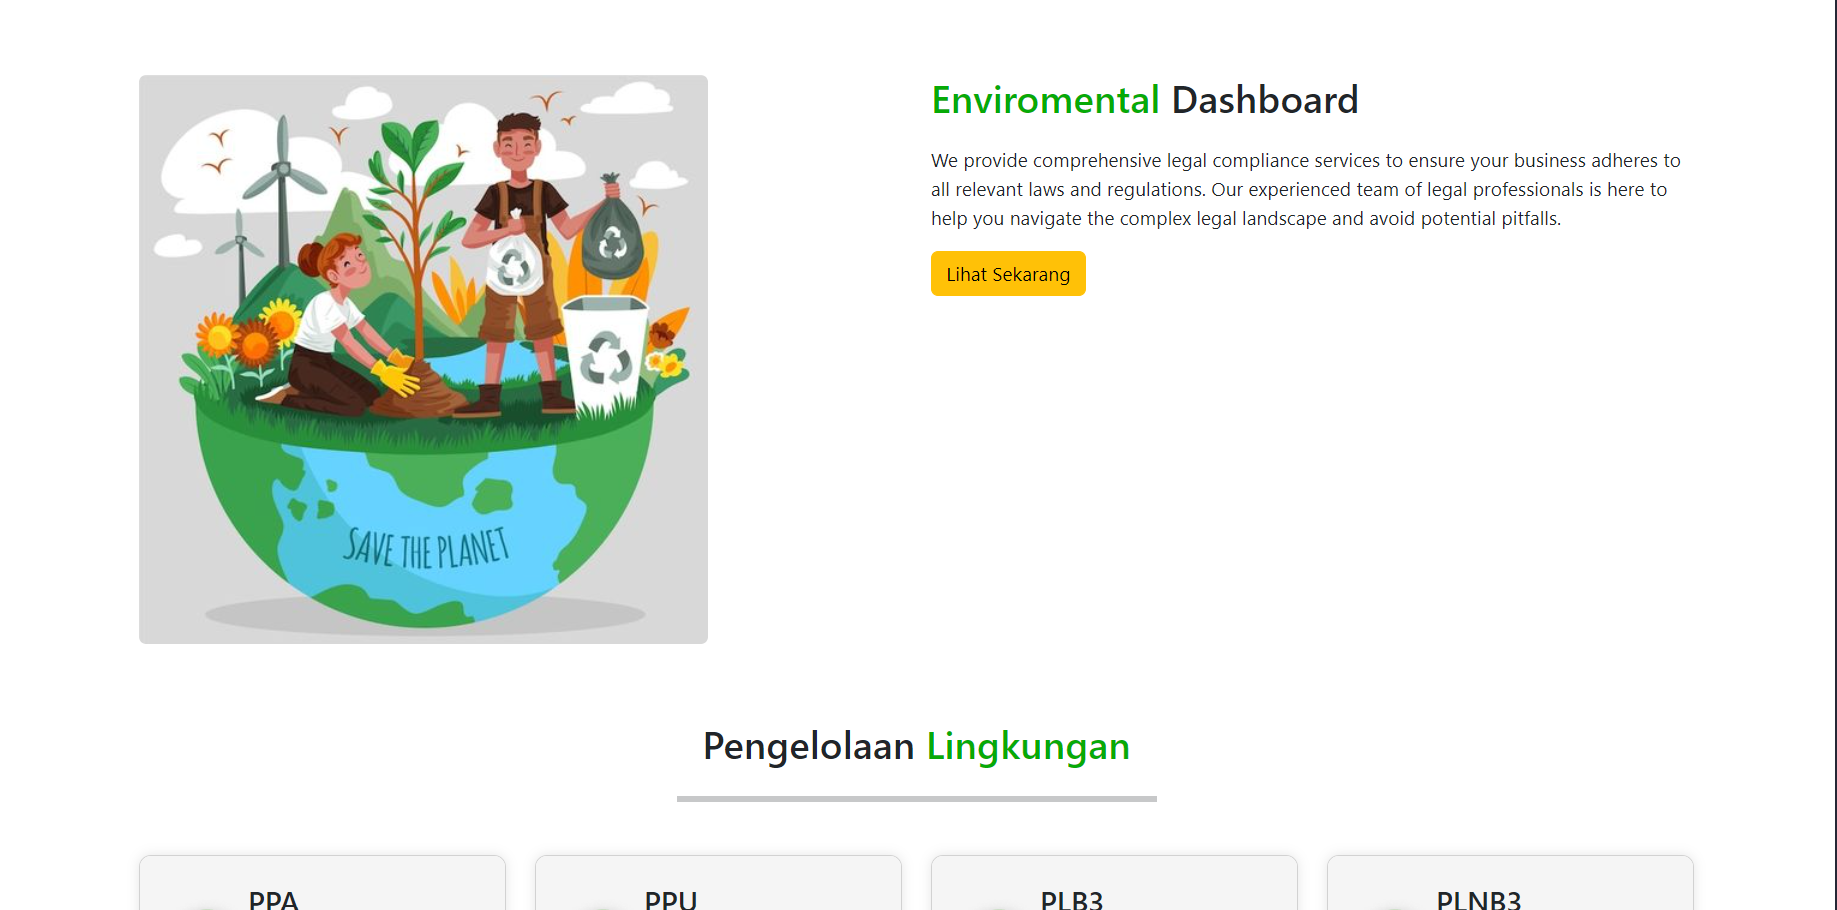 Enviromental Dashboard
We provide comprehensive legal compliance services to ensure your business adheres to
all relevant laws and regulations. Our experienced team of legal professionals is here to
help you navigate the complex legal landscape and avoid potential pitfalls.
Lihat Sekarang
SAVE THE PLANET
Pengelolaan Lingkungan
PPA
PPU
PLB3
PLNB3